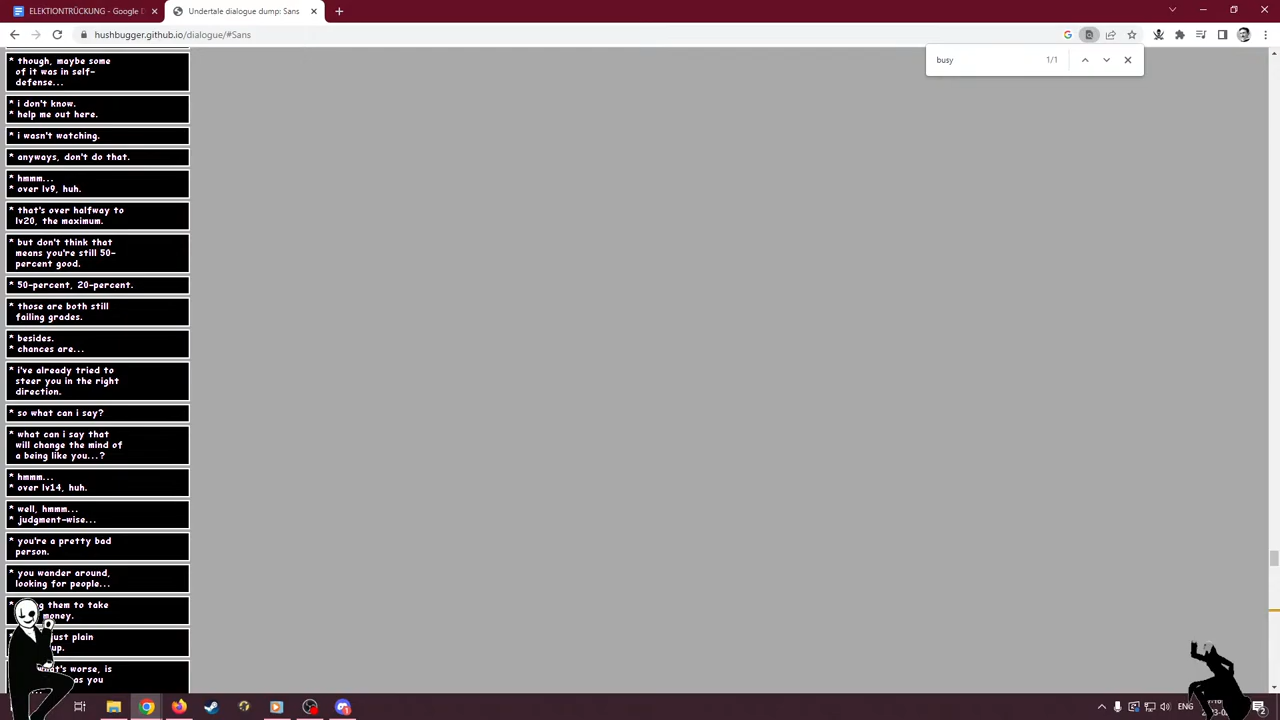 ELEKTIONTRÜCKUNG - Google D
Undertale dialogue dump: Sans
hushbugger.github.io/dialogue/#Sans
busy
1/1
* though, maybe some
of it was in self-
defense...
* i don't know.
* help me out here.
* i wasn't watching.
* anyways, don't do that.
* hmmm...
* over lv9, huh.
* that's over halfway to
lv20, the maximum.
* but don't think that
means you're still 50-
percent good.
* 50-percent, 20-percent.
* those are both still
failing grades.
* besides.
* chances are...
* i've already tried to
steer you in the right
direction.
* so what can i say?
* what can i say that
will change the mind of
a being like you...?
* hmmm...
* over lv14, huh.
* well, hmmm...
* judgment-wise...
* you're a pretty bad
person.
* you wander around,
looking for people...
them to take
money.
just plain
up.
what's worse, is
as you
ENG
2